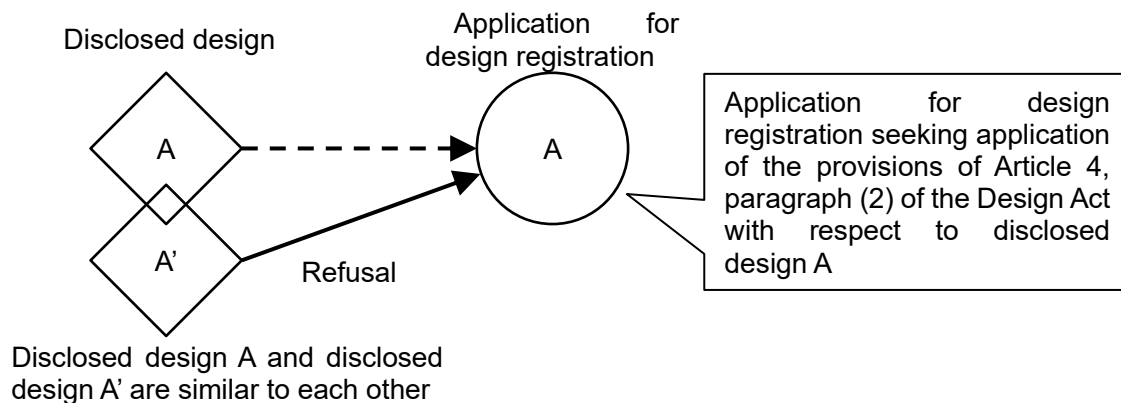 Disclosed design
Application for
design registration
A
A
A'
Refusal
Application for design
registration seeking application
of the provisions of Article 4,
paragraph (2) of the Design Act
with respect to disclosed
design A
Disclosed design A and disclosed
design A' are similar to each other